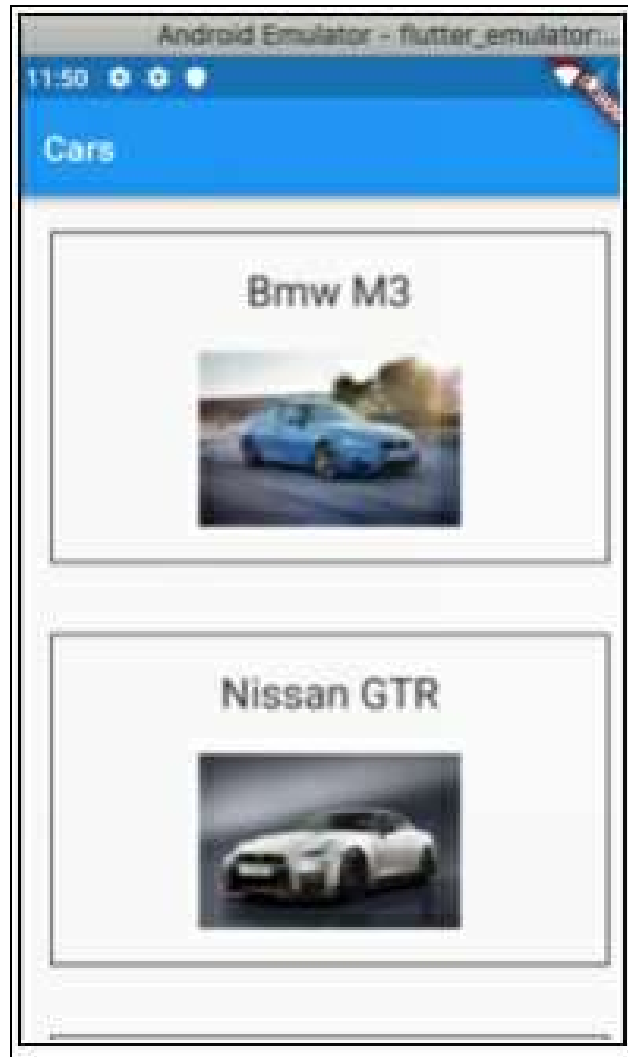 Android Emulator - flutter_emulator:...
11:50
Cars
Bmw M3
Nissan GTR